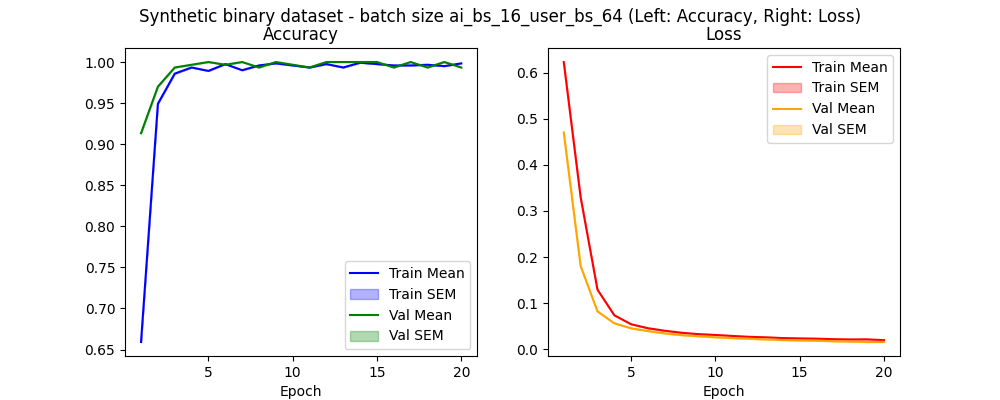 Synthetic binary dataset - batch size ai_bs_16_user_bs_64 (Left: Accuracy, Right: Loss)
Accuracy
1.00
0.95
0.90
0.85
0.80
0.75
0.70
0.65
5
10
15
20
Epoch
Train Mean
Train SEM
Val Mean
Val SEM
Loss
0.6
0.5
0.4
0.3
0.2
0.1
0.0
5
10
15
20
Epoch
Train Mean
Train SEM
Val Mean
Val SEM